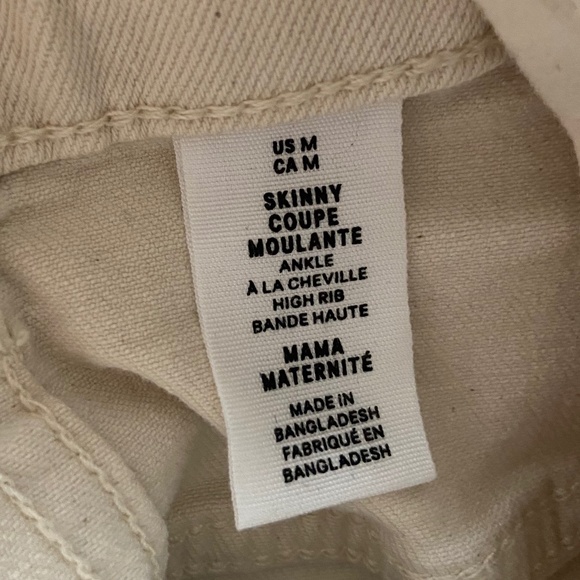 US M
CA M
SKINNY
COUPE
MOULANTE
ANKLE
À LA CHEVILLE
HIGH RIB
BANDE HAUTE
MAMA
MATERNITÉ
MADE IN
BANGLADESH
FABRIQUÉ EN
BANGLADESH